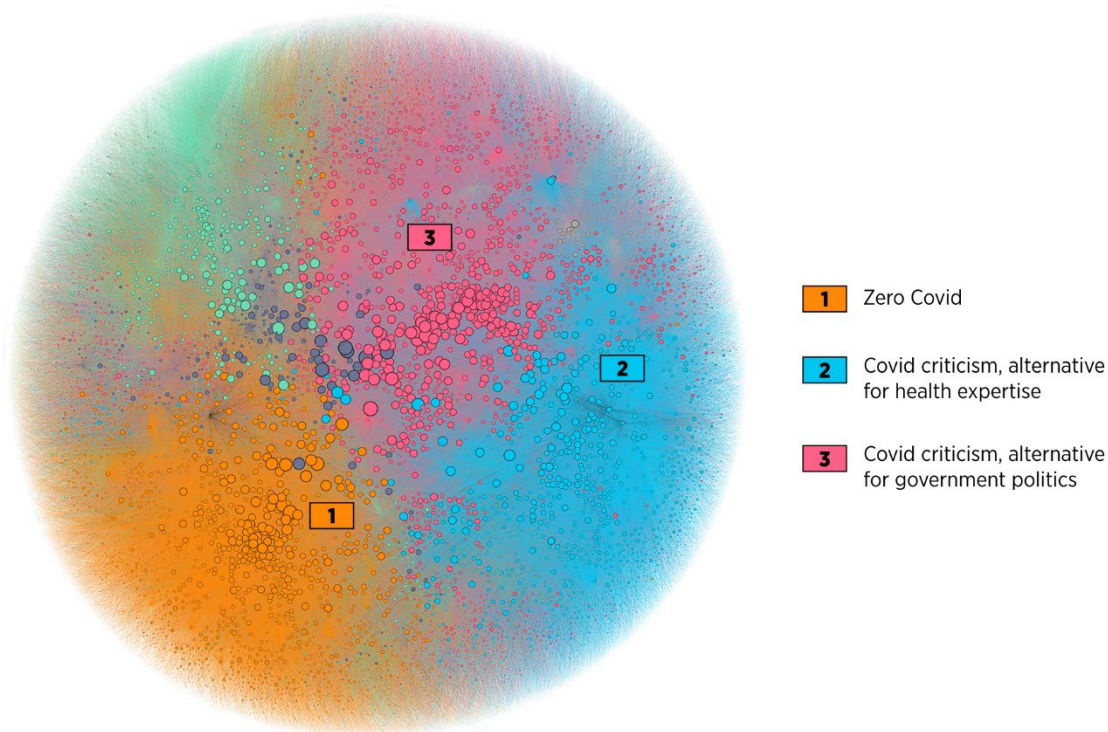 3
2
1
1 Zero Covid
2 Covid criticism, alternative
for health expertise
3 Covid criticism, alternative
for government politics